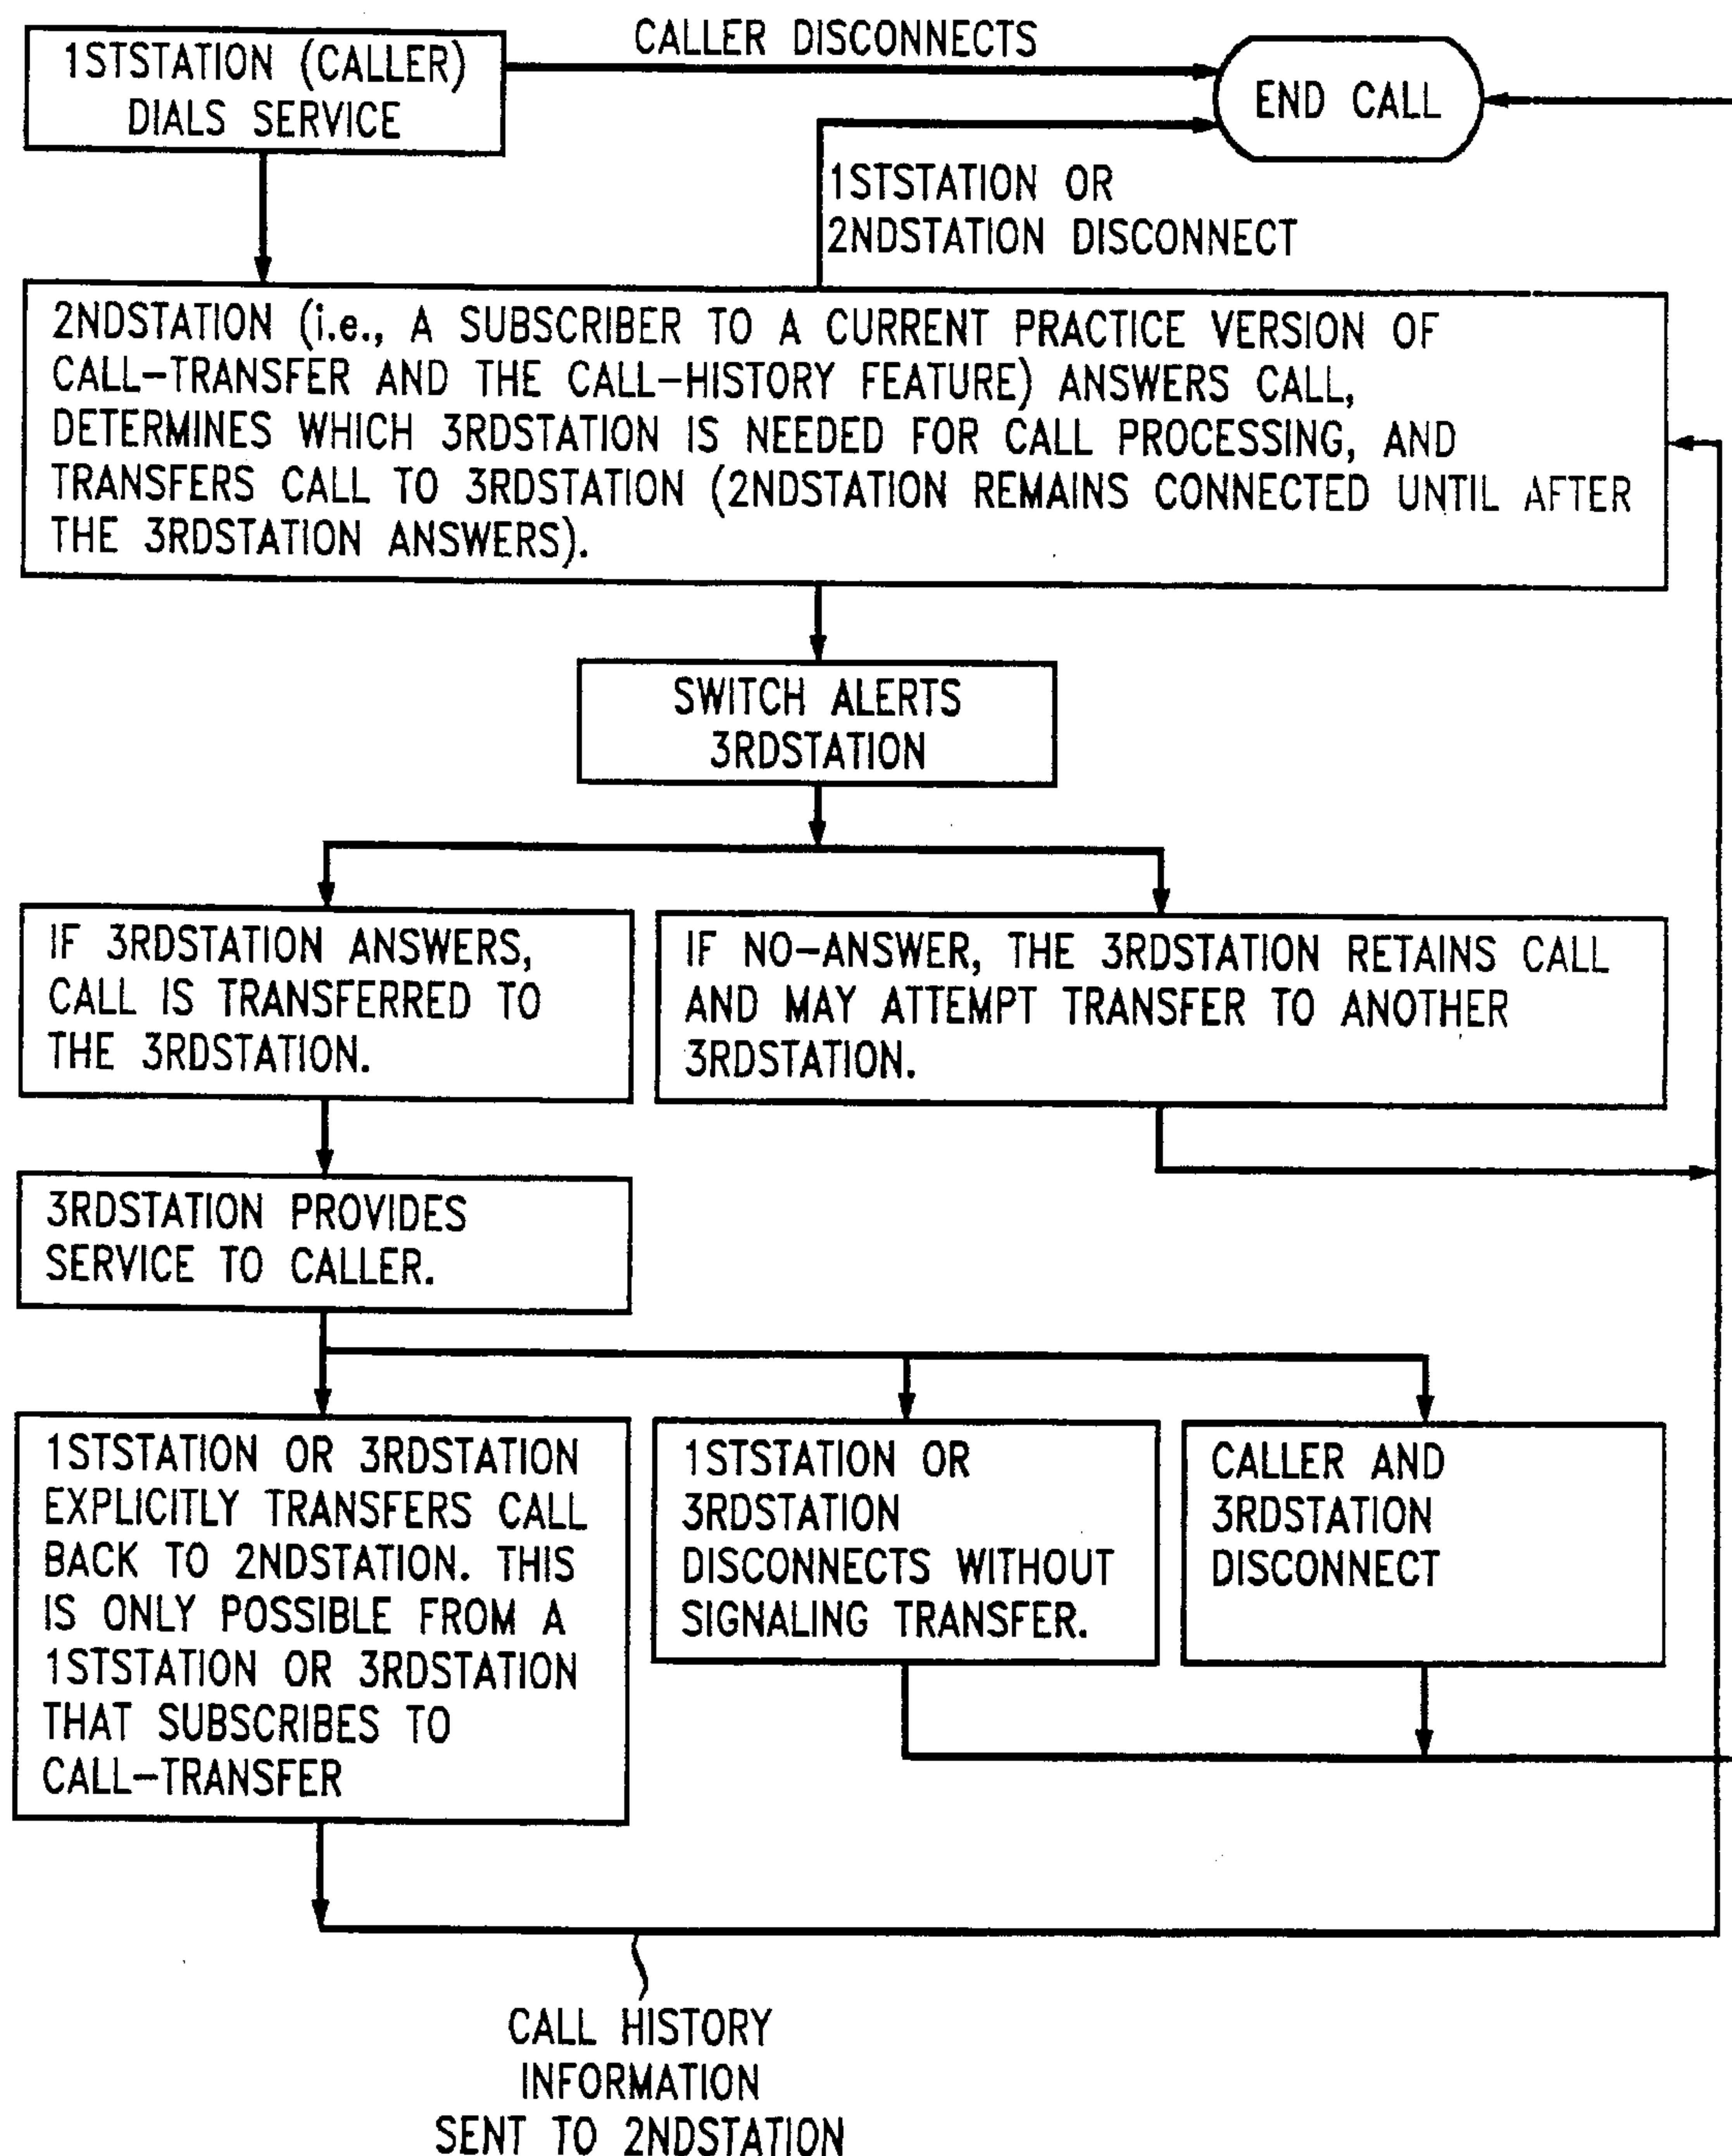 1STSTATION (CALLER)
DIALS SERVICE
CALLER DISCONNECTS
END CALL
1STSTATION OR
2NDSTATION DISCONNECT
2NDSTATION (i.e., A SUBSCRIBER TO A CURRENT PRACTICE VERSION OF
CALL-TRANSFER AND THE CALL-HISTORY FEATURE) ANSWERS CALL,
DETERMINES WHICH 3RDSTATION IS NEEDED FOR CALL PROCESSING, AND
TRANSFERS CALL TO 3RDSTATION (2NDSTATION REMAINS CONNECTED UNTIL AFTER
THE 3RDSTATION ANSWERS).
SWITCH ALERTS
3RDSTATION
IF 3RDSTATION ANSWERS,
CALL IS TRANSFERRED TO
THE 3RDSTATION.
IF NO-ANSWER, THE 3RDSTATION RETAINS CALL
AND MAY ATTEMPT TRANSFER TO ANOTHER
3RDSTATION.
3RDSTATION PROVIDES
SERVICE TO CALLER.
1STSTATION OR 3RDSTATION
EXPLICITLY TRANSFERS CALL
BACK TO 2NDSTATION. THIS
IS ONLY POSSIBLE FROM A
1STSTATION OR 3RDSTATION
THAT SUBSCRIBES TO
CALL-TRANSFER
1STSTATION OR
3RDSTATION
DISCONNECTS WITHOUT
SIGNALING TRANSFER.
CALLER AND
3RDSTATION
DISCONNECT
CALL HISTORY
INFORMATION
SENT TO 2NDSTATION